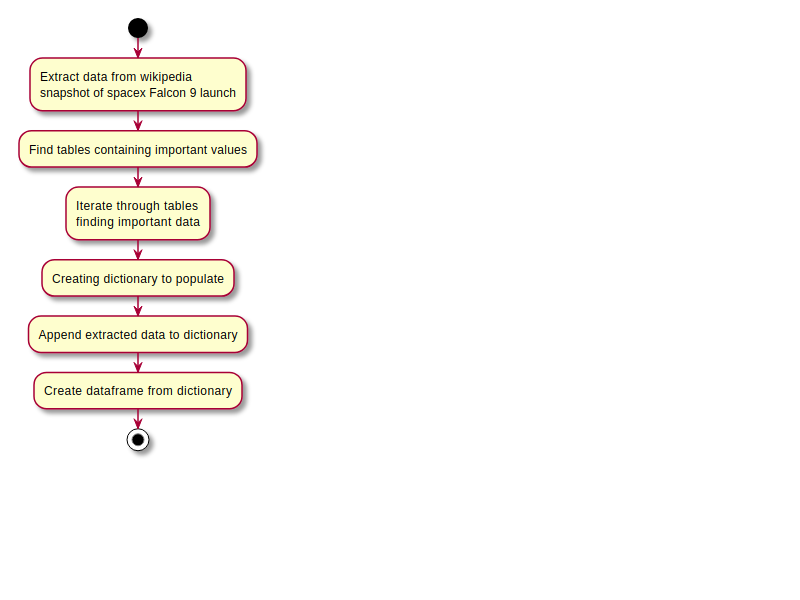 Extract data from wikipedia
snapshot of spacex Falcon 9 launch
Find tables containing important values
Iterate through tables
finding important data
Creating dictionary to populate
Append extracted data to dictionary
Create dataframe from dictionary